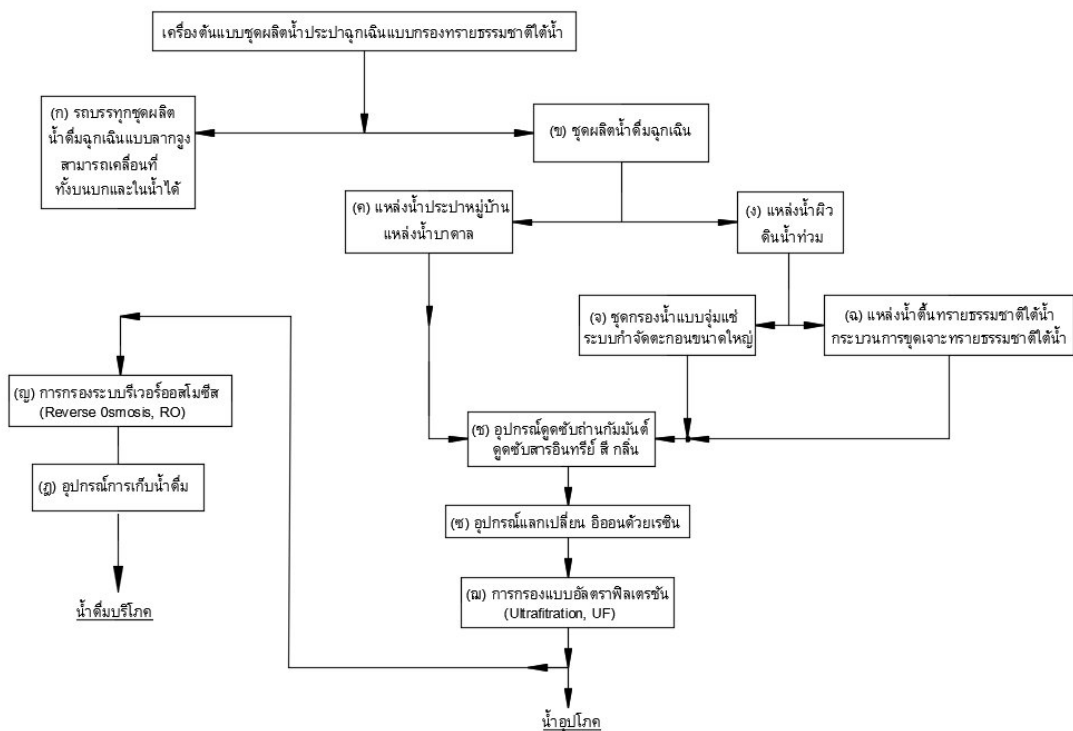 เครื่องต้นแบบชุดผลิตน้ำประปาฉุกเฉินแบบกรองทรายธรรมชาติใต้น้ำ
(ก) รถบรรทุกชุดผลิต
น้ำดื่มฉุกเฉินแบบลากจูง
สามารถเคลื่อนที่
ทั้งบนบกและในน้ำได้
(ข) ชุดผลิตน้ำดื่มฉุกเฉิน
(ค) แหล่งน้ำประปาหมู่บ้าน
แหล่งน้ำบาดาล
(ง) แหล่งน้ำผิว
ดินน้ำท่วม
(จ) ชุดกรองน้ำแบบจุ่มแช่
ระบบกำจัดตะกอนขนาดใหญ่
(ฉ) แหล่งน้ำตื้นทรายธรรมชาติใต้น้ำ
กระบวนการขุดเจาะทรายธรรมชาติใต้น้ำ
(ญ) การกรองระบบรีเวอร์ออสโมซีส
(Reverse 0smosis, RO)
(ช) อุปกรณ์ดูดซับถ่านกัมมันต์
ดูดซับสารอินทรีย์ สี กลิ่น
(ฎ) อุปกรณ์การเก็บน้ำดื่ม
(ซ) อุปกรณ์แลกเปลี่ยน อิออนด้วยเรซิน
(ฌ) การกรองแบบอัลตราฟิลเตรชัน
(Ultrafitration, UF)
น้ำดื่มบริโภค
น้ำอุปโภค